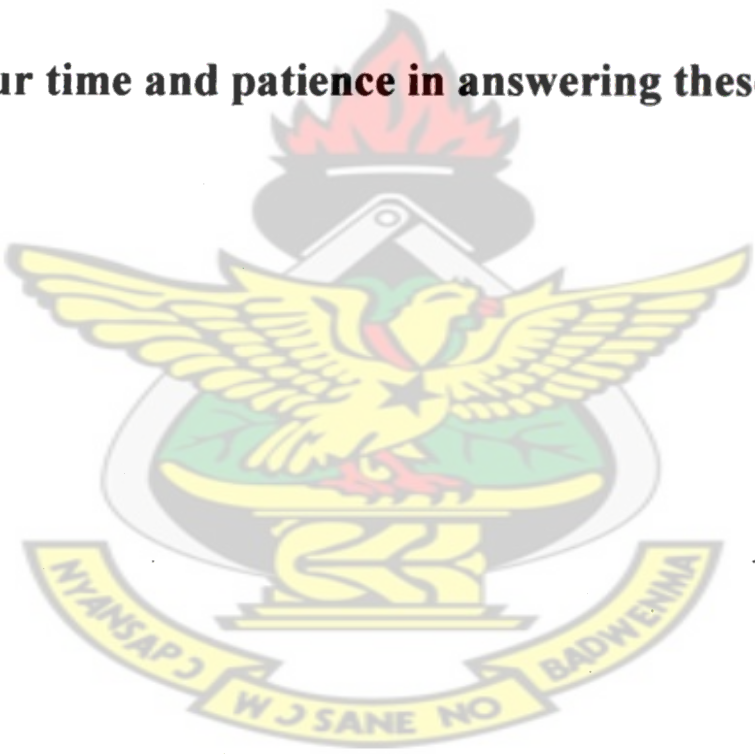 ur time and patience in answering thes
NYANSAPƆ
WƆSANE NO
BADWENMA